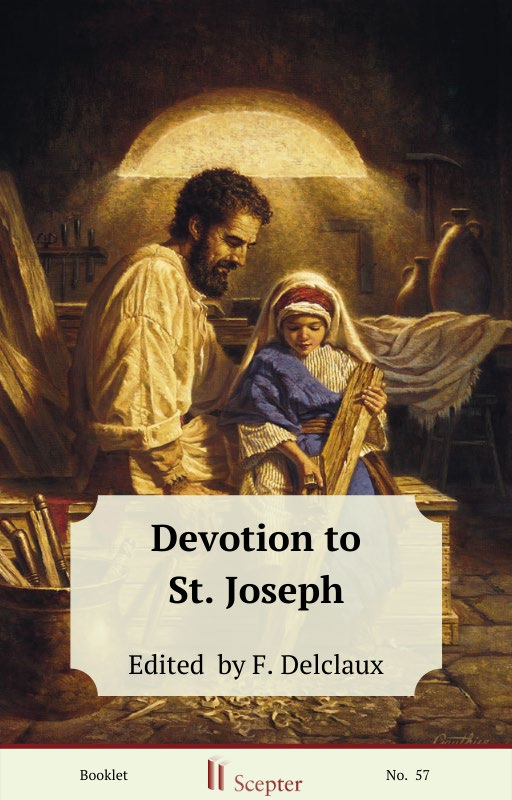 Devotion to
St. Joseph
Edited by F. Delclaux
Booklet
Scepter
No. 57